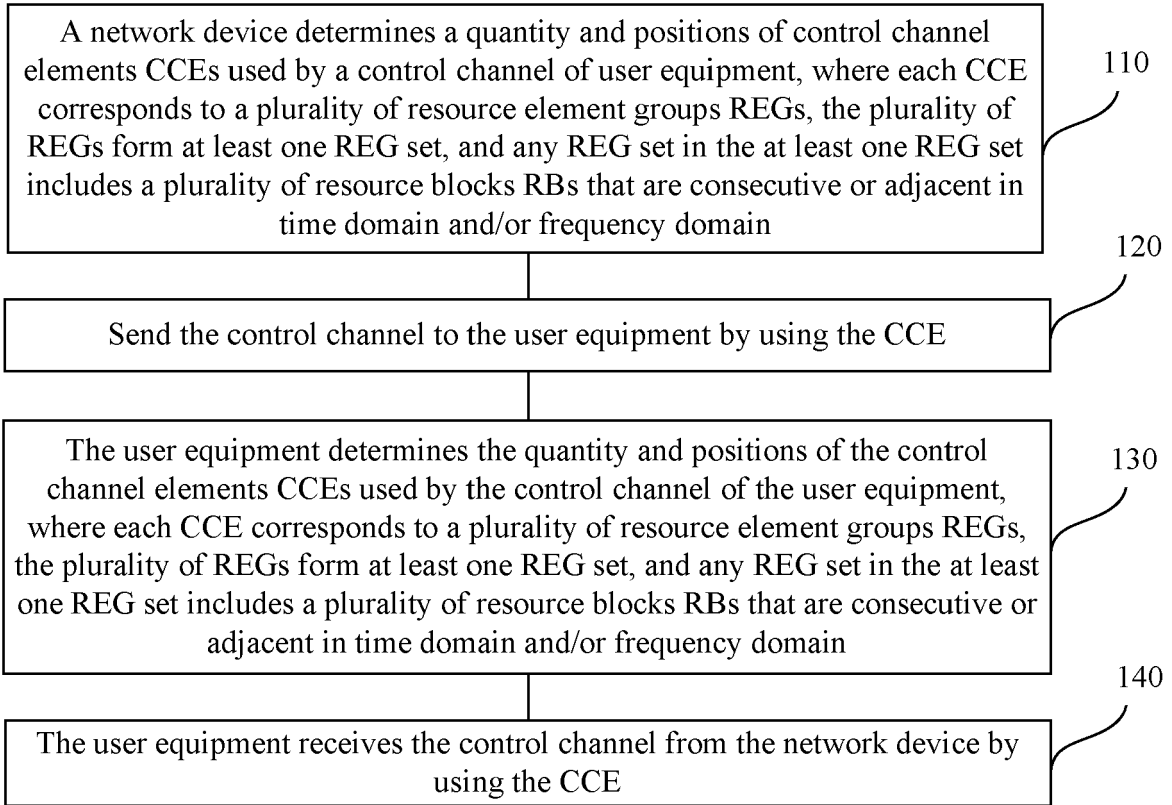 A network device determines a quantity and positions of control channel
elements CCEs used by a control channel of user equipment, where each CCE
corresponds to a plurality of resource element groups REGs, the plurality of
REGs form at least one REG set, and any REG set in the at least one REG set
includes a plurality of resource blocks RBs that are consecutive or adjacent in
time domain and/or frequency domain
110
120
Send the control channel to the user equipment by using the CCE
The user equipment determines the quantity and positions of the control
channel elements CCEs used by the control channel of the user equipment,
where each CCE corresponds to a plurality of resource element groups REGs,
the plurality of REGs form at least one REG set, and any REG set in the at least
one REG set includes a plurality of resource blocks RBs that are consecutive or
adjacent in time domain and/or frequency domain
130
140
The user equipment receives the control channel from the network device by
using the CCE